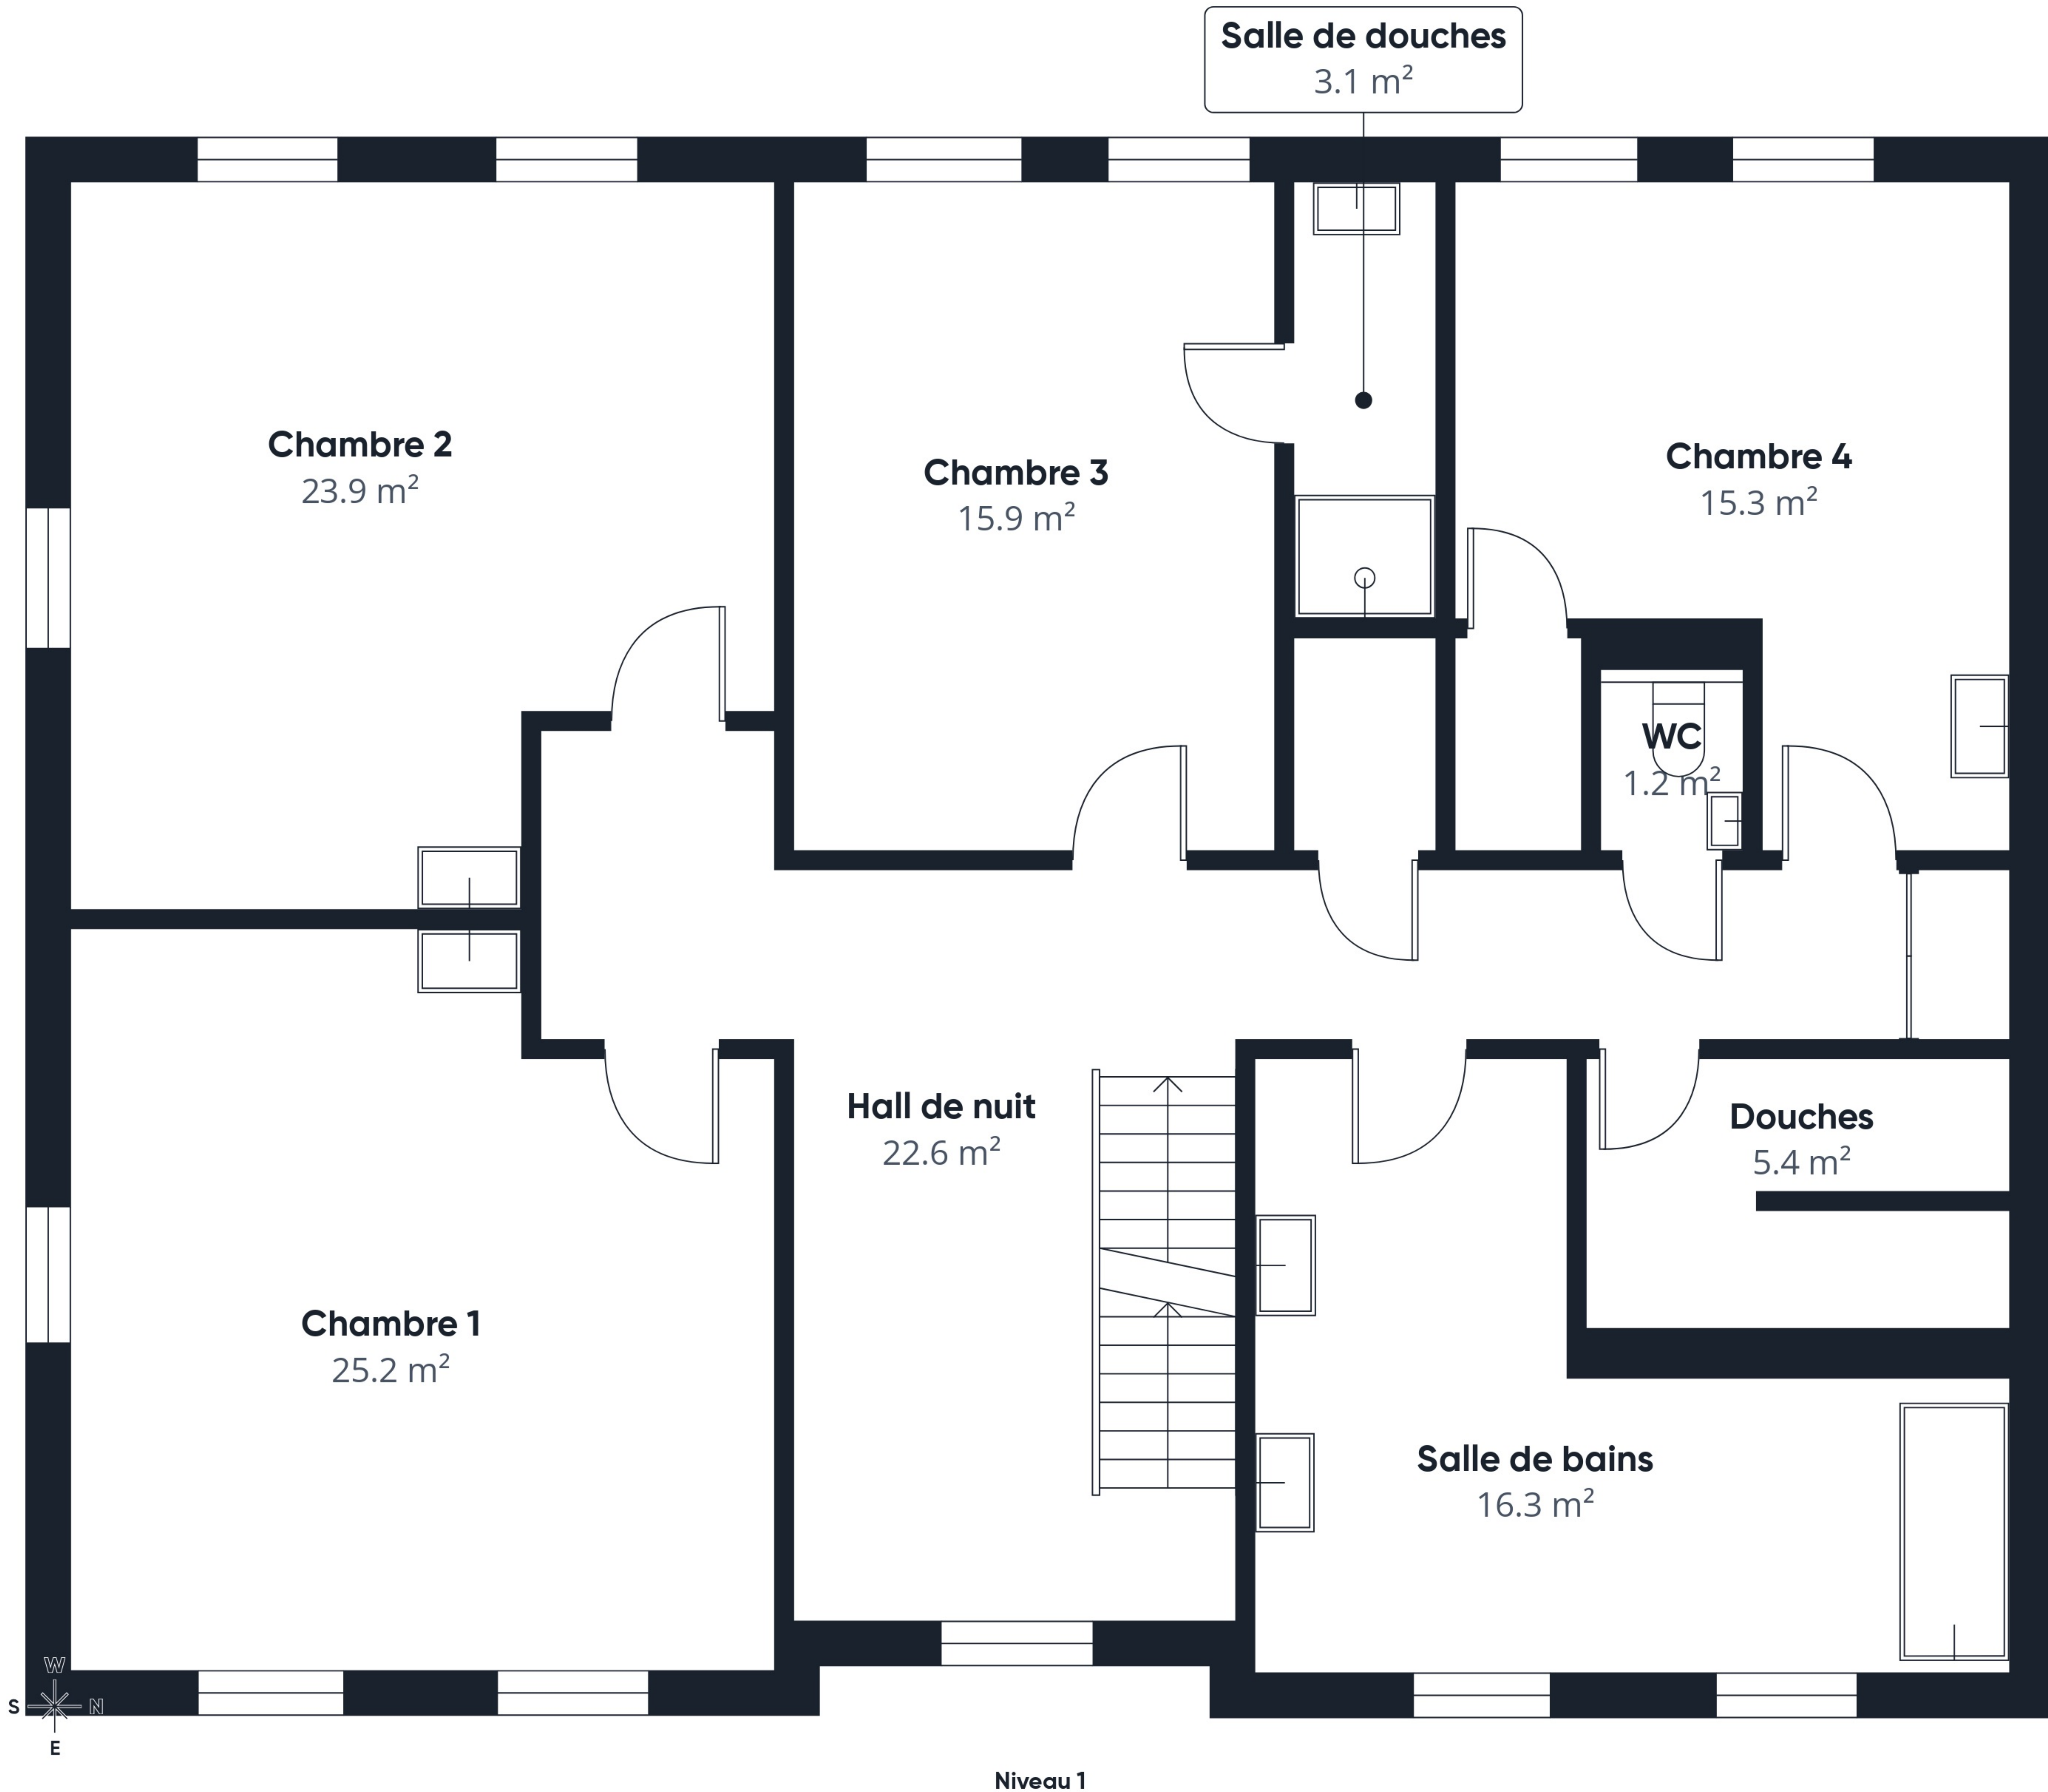 Salle de douches
3.1 m²
Chambre 2
23.9 m²
Chambre 3
15.9 m²
Chambre 4
15.3 m²
WC
1.2 m²
Hall de nuit
22.6 m²
Douches
5.4 m²
Chambre 1
25.2 m²
Salle de bains
16.3 m²
W
S N
E
Niveau 1